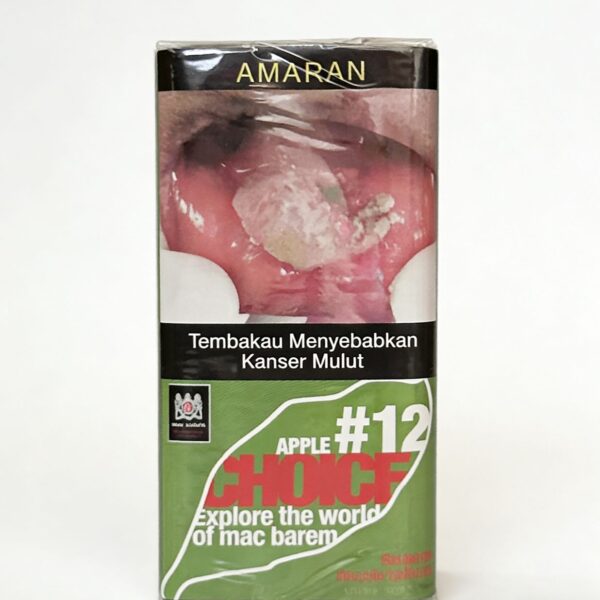 AMARAN
Tembakau Menyebabkan
Kanser Mulut
#12
APPLE
CHOICE
Explore the world
of mac barem